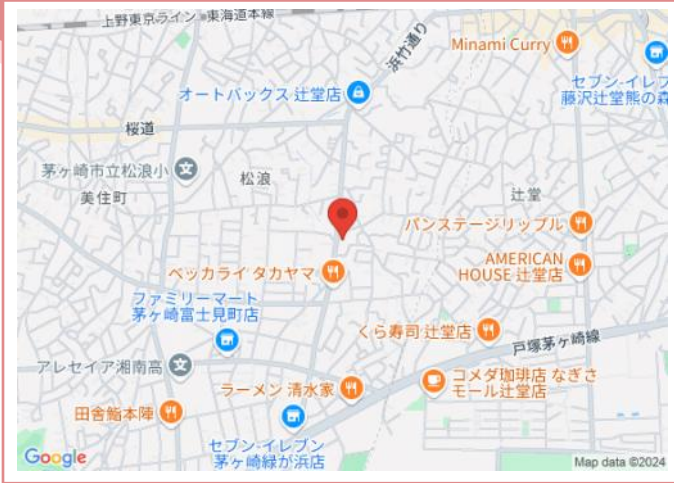 上野東京ライン 東海道本線
浜竹通り
Minami Curry
セブン-イレブ
藤沢辻堂熊の森
オートバックス 辻堂店
桜道
茅ヶ崎市立松浪小
美住町
松浪
辻堂
パンステージリップル
AMERICAN
HOUSE 辻堂店
ベッカライ タカヤマ
ファミリーマート
茅ヶ崎富士見町店
くら寿司 辻堂店
戸塚茅ヶ崎線
アレセイア湘南高
コメダ珈琲店 なぎさ
モール辻堂店
ラーメン 清水家
田舎鮨本陣
セブン-イレブン
茅ヶ崎緑が浜店
Google
Map data ©2024